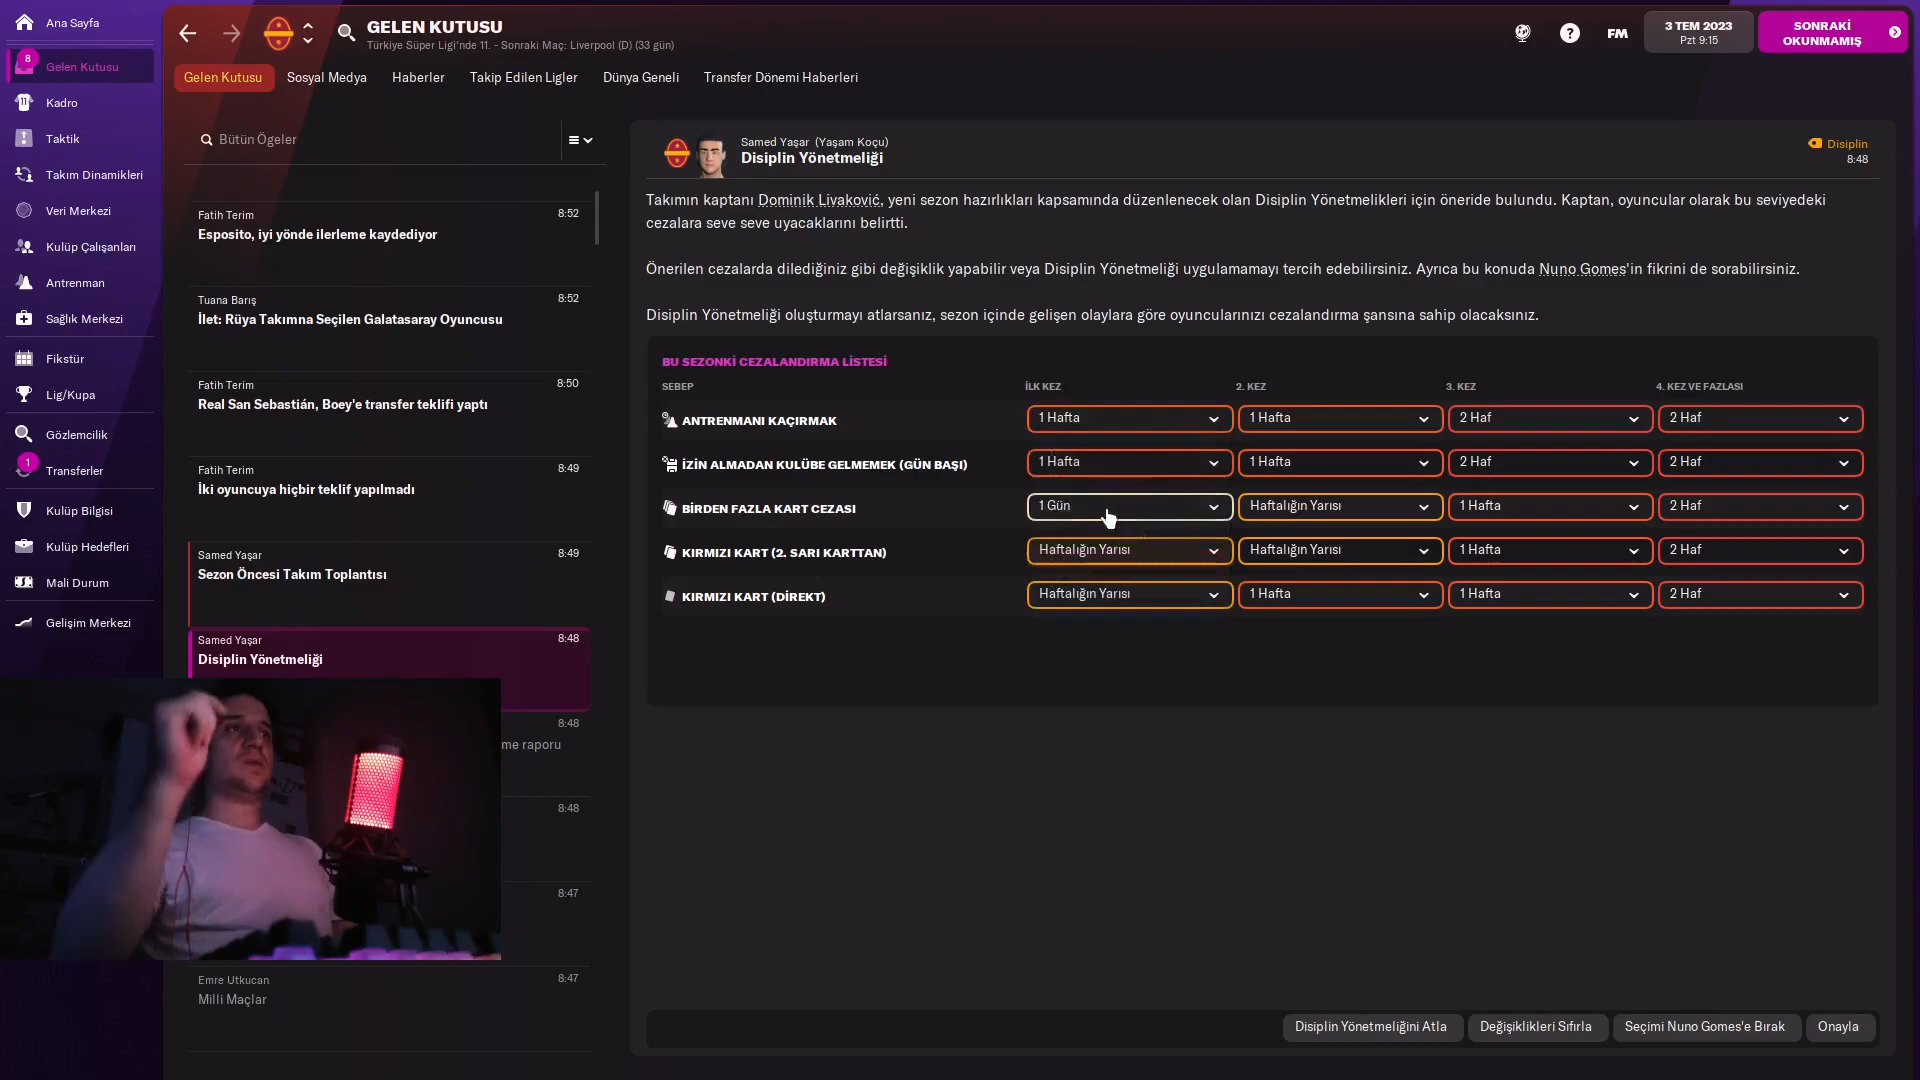 Ana Sayfa
8
Gelen Kutusu
Kadro
Taktik
Takım Dinamikleri
Veri Merkezi
Kulüp Çalışanları
Antrenman
Sağlık Merkezi
Fikstür
Lig/Kupa
Gözlemcilik
1
Transferler
Kulüp Bilgisi
Kulüp Hedefleri
Mali Durum
Gelişim Merkezi
GELEN KUTUSU
Türkiye Süper Ligi'nde 11. - Sonraki Maç: Liverpool (D) (33 gün)
?
FM
3 TEM 2023
Pzt 9:15
SONRAKİ
OKUNMAMIŞ
Gelen Kutusu Sosyal Medya Haberler Takip Edilen Ligler Dünya Geneli Transfer Dönemi Haberleri
Bütün Ögeler
Fatih Terim 8:52
Esposito, iyi yönde ilerleme kaydediyor
Tuana Barış 8:52
İlet: Rüya Takımna Seçilen Galatasaray Oyuncusu
Fatih Terim 8:50
Real San Sebastián, Boey'e transfer teklifi yaptı
Fatih Terim 8:49
İki oyuncuya hiçbir teklif yapılmadı
Samed Yaşar 8:49
Sezon Öncesi Takım Toplantısı
Samed Yaşar 8:48
Disiplin Yönetmeliği
8:48
me raporu
8:48
8:47
Emre Utkucan 8:47
Milli Maçlar
Samed Yaşar (Yaşam Koçu)
Disiplin Yönetmeliği
Disiplin
8:48
Takımın kaptanı Dominik Livaković, yeni sezon hazırlıkları kapsamında düzenlenecek olan Disiplin Yönetmelikleri için öneride bulundu. Kaptan, oyuncular olarak bu seviyedeki
cezalara seve seve uyacaklarını belirtti.
Önerilen cezalarda dilediğiniz gibi değişiklik yapabilir veya Disiplin Yönetmeliği uygulamamayı tercih edebilirsiniz. Ayrıca bu konuda Nuno Gomes'in fikrini de sorabilirsiniz.
Disiplin Yönetmeliği oluşturmayı atlarsanız, sezon içinde gelişen olaylara göre oyuncularınızı cezalandırma şansına sahip olacaksınız.
BU SEZONKİ CEZALANDIRMA LİSTESİ
SEBEP İLK KEZ 2. KEZ 3. KEZ 4. KEZ VE FAZLASI
ANTRENMANI KAÇIRMAK 1 Hafta 1 Hafta 2 Haf 2 Haf
İZİN ALMADAN KULÜBE GELMEMEK (GÜN BAŞI) 1 Hafta 1 Hafta 2 Haf 2 Haf
BİRDEN FAZLA KART CEZASI 1 Gün Haftalığın Yarısı 1 Hafta 2 Haf
KIRMIZI KART (2. SARI KARTTAN) Haftalığın Yarısı Haftalığın Yarısı 1 Hafta 2 Haf
KIRMIZI KART (DİREKT) Haftalığın Yarısı 1 Hafta 1 Hafta 2 Haf
Disiplin Yönetmeliğini Atla Değişiklikleri Sıfırla Seçimi Nuno Gomes'e Bırak Onayla